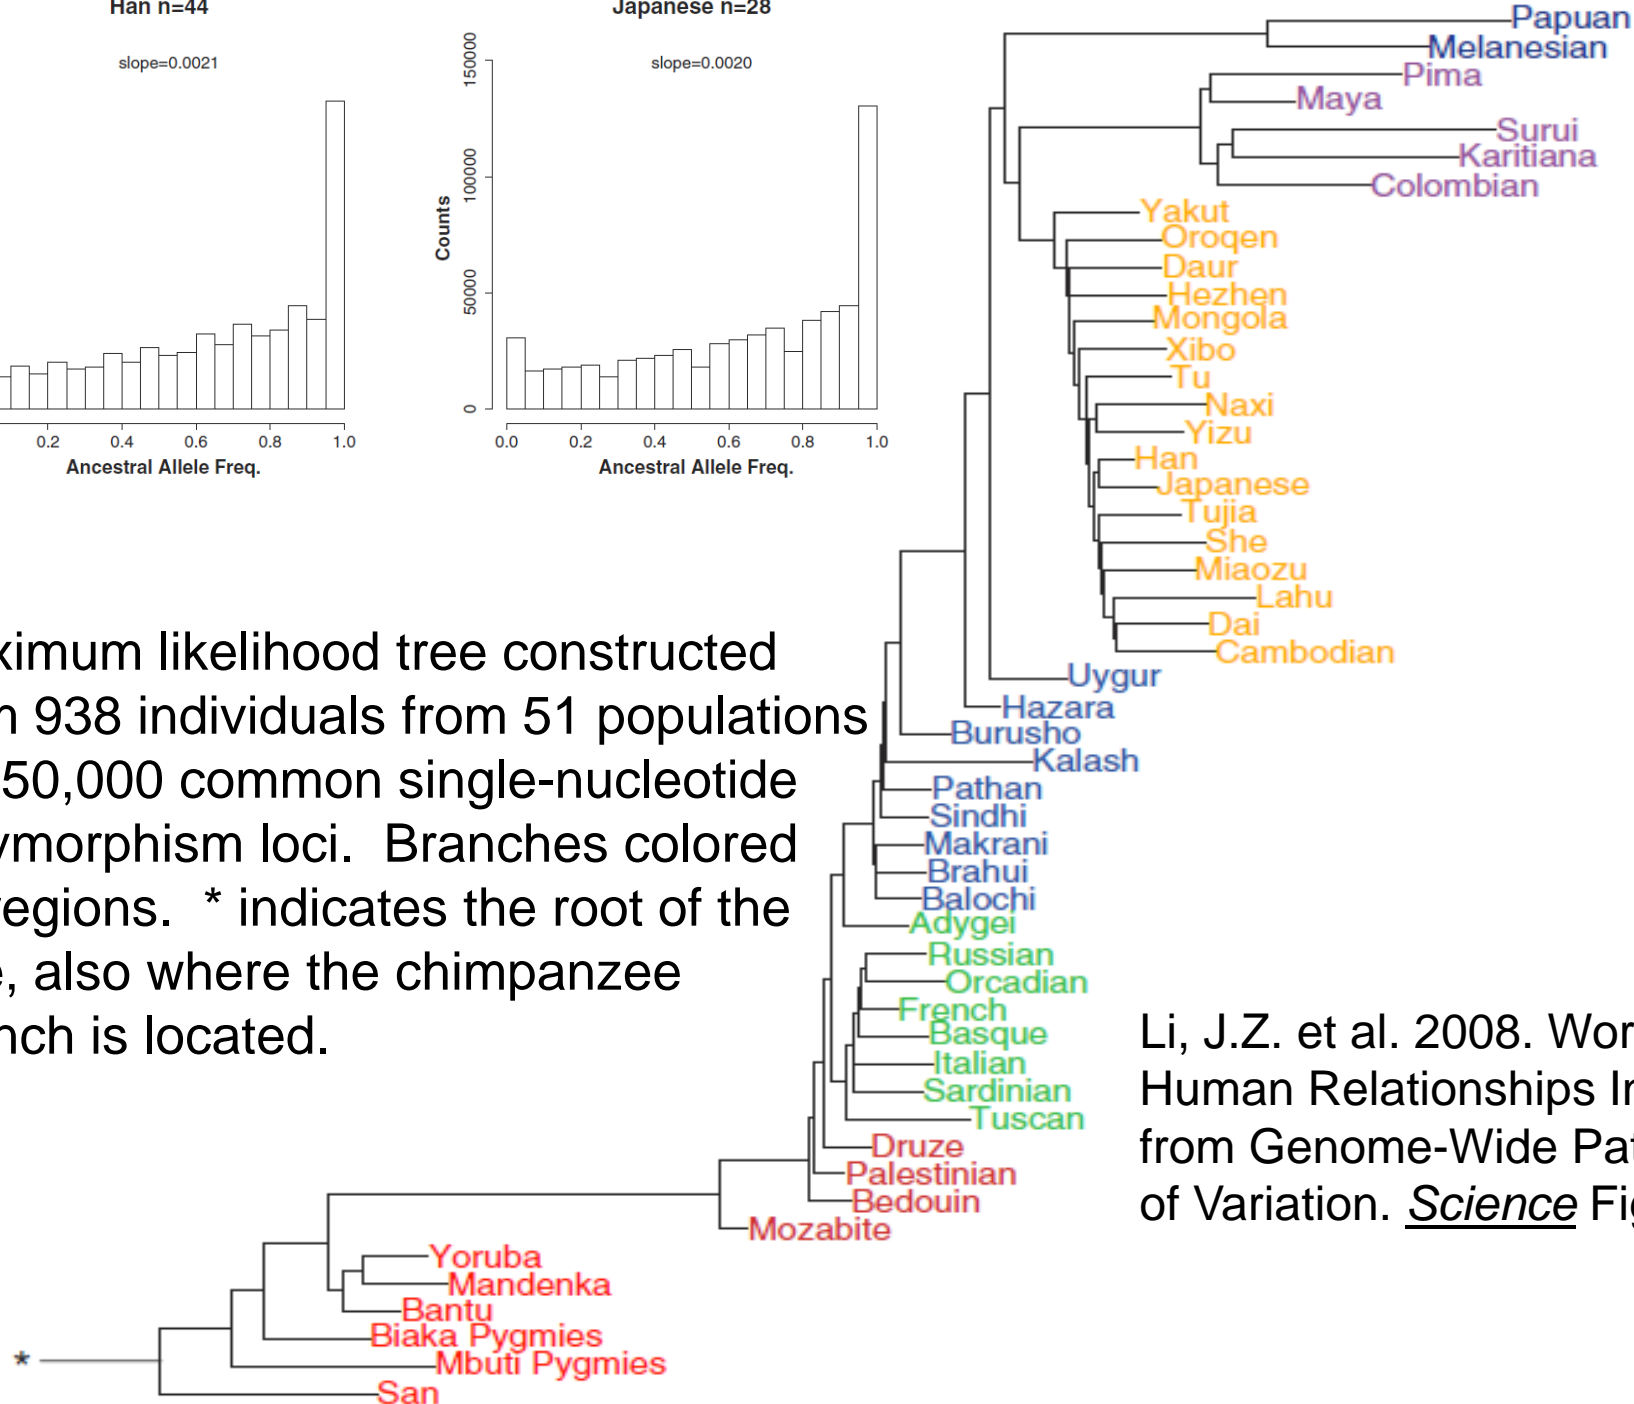 Han n=44
slope=0.0021
0.2 0.4 0.6 0.8 1.0
Ancestral Allele Freq.
Japanese n=28
slope=0.0020
Counts
150000
100000
50000
0
0.0 0.2 0.4 0.6 0.8 1.0
Ancestral Allele Freq.
ximum likelihood tree constructed
938 individuals from 51 populations
50,000 common single-nucleotide
ymorphism loci. Branches colored
regions. * indicates the root of the
, also where the chimpanzee
nch is located.
Papuan
Melanesian
Pima
Maya
Surui
Karitiana
Colombian
Yakut
Oroqen
Daur
Hezhen
Mongola
Xibo
Tu
Naxi
Yizu
Han
Japanese
Tujia
She
Miaozu
Lahu
Dai
Cambodian
Uygur
Hazara
Burusho
Kalash
Pathan
Sindhi
Makrani
Brahui
Balochi
Adygei
Russian
Orcadian
French
Basque
Italian
Sardinian
Tuscan
Druze
Palestinian
Bedouin
Mozabite
Yoruba
Mandenka
Bantu
Biaka Pygmies
Mbuti Pygmies
San
*
Li, J.Z. et al. 2008. Wor
Human Relationships In
from Genome-Wide Pat
of Variation. Science Fig